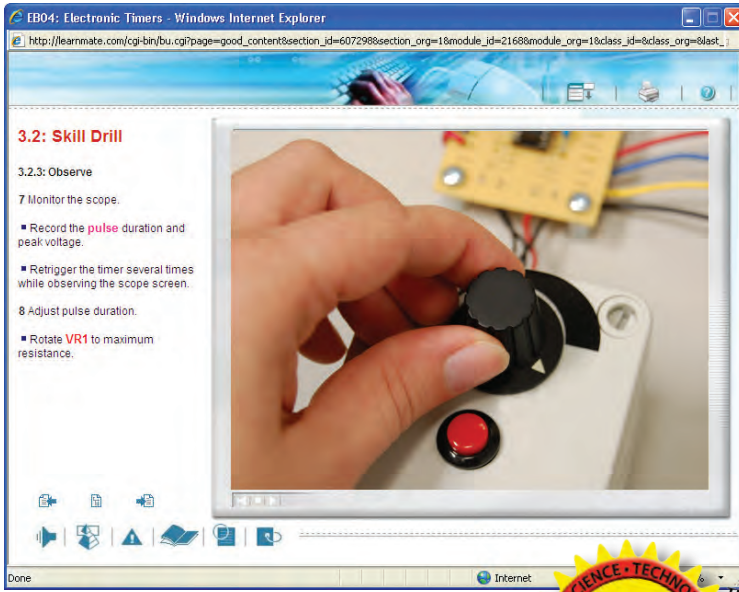 EB04: Electronic Timers - Windows Internet Explorer
http://learnmate.com/cgi-bin/bu.cgi?page=good_content&section_id=607298&section_org=1&module_id=2168&module_org=1&class_id=&class_org=&last_
3.2: Skill Drill
3.2.3: Observe
7 Monitor the scope.
■ Record the pulse duration and
peak voltage.
■ Retrigger the timer several times
while observing the scope screen.
8 Adjust pulse duration.
■ Rotate VR1 to maximum
resistance.
Done
Internet
SCIENCE • TECHNO